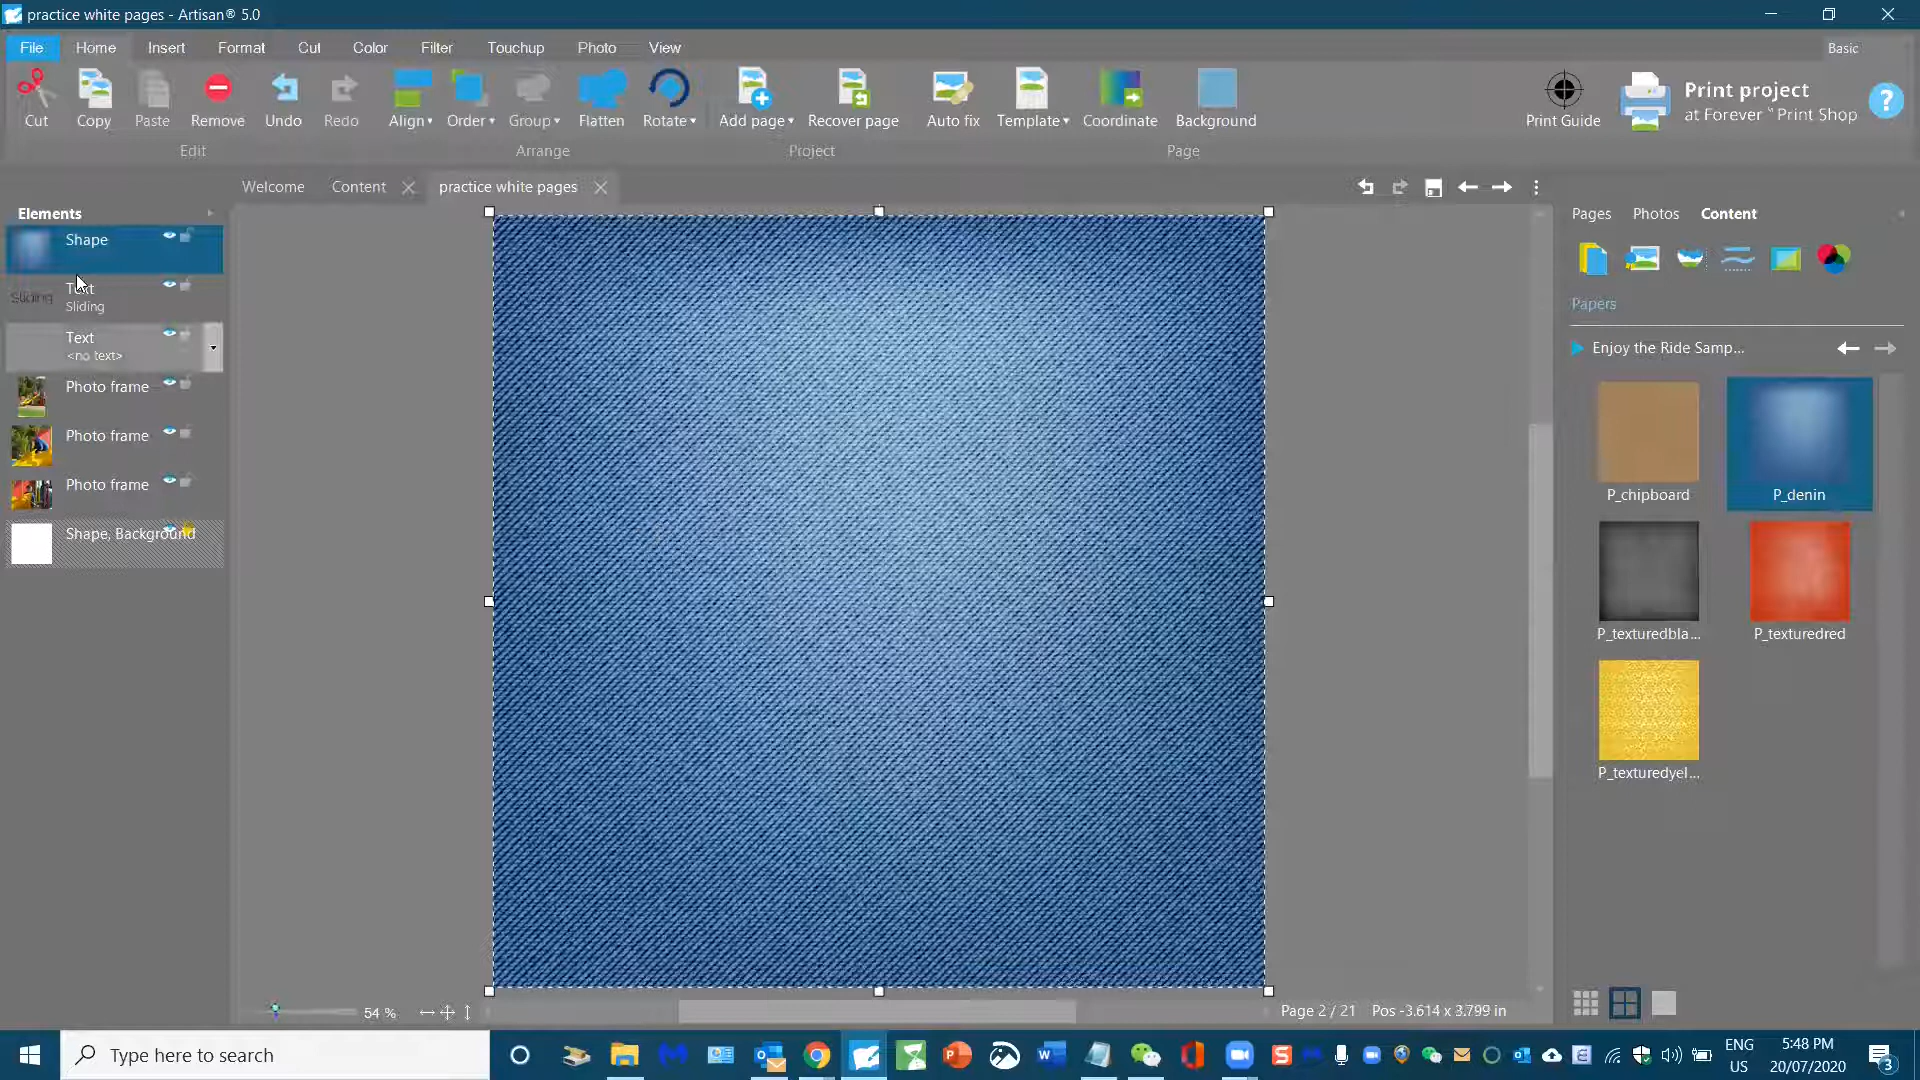 practice white pages - Artisan® 5.0
File Home Insert Format Cut Color Filter Touchup Photo View Basic
Cut Copy Paste Remove Undo Redo Align Order Group Flatten Rotate Add page Recover page Auto fix Template Coordinate Background Print Guide
Print project
at Forever™ Print Shop
?
Edit Arrange Project Page
Welcome Content practice white pages
Elements
Shape
Sliding
Text
Sliding
Text
<no text>
Photo frame
Photo frame
Photo frame
Shape, Background
Pages Photos Content
Papers
Enjoy the Ride Samp...
P_chipboard P_denin
P_texturedbla... P_texturedred
P_texturedyel...
54 % Page 2 / 21 Pos -3.614 x 3.799 in
Type here to search
ENG
US
5:48 PM
20/07/2020
3